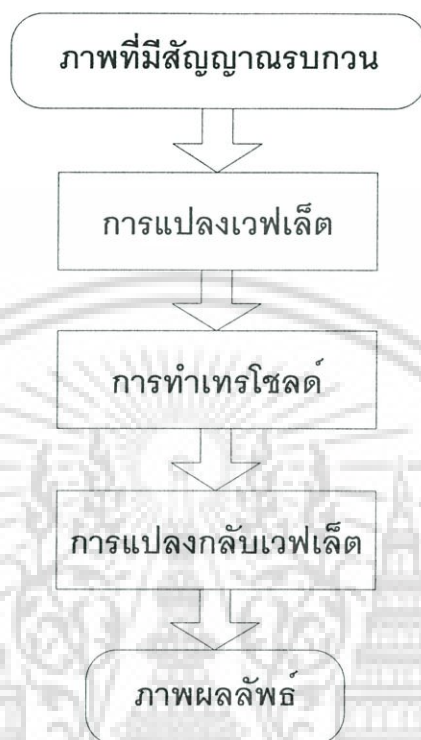 ภาพที่มีสัญญาณรบกวน
การแปลงเวฟเล็ต
การทำเทรโชลด์
การแปลงกลับเวฟเล็ต
ภาพผลลัพธ์